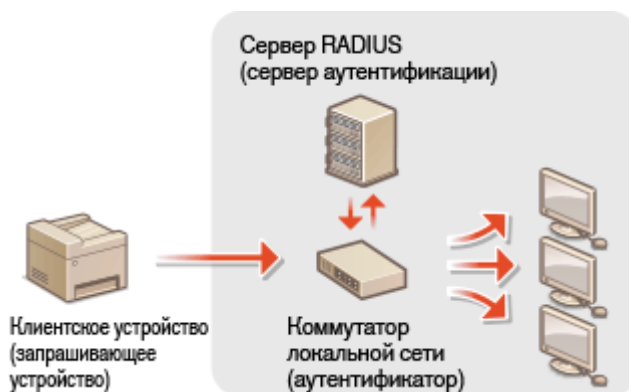 Сервер RADIUS
(сервер аутентификации)
Клиентское устройство
(запрашивающее
устройство)
Коммутатор
локальной сети
(аутентификатор)